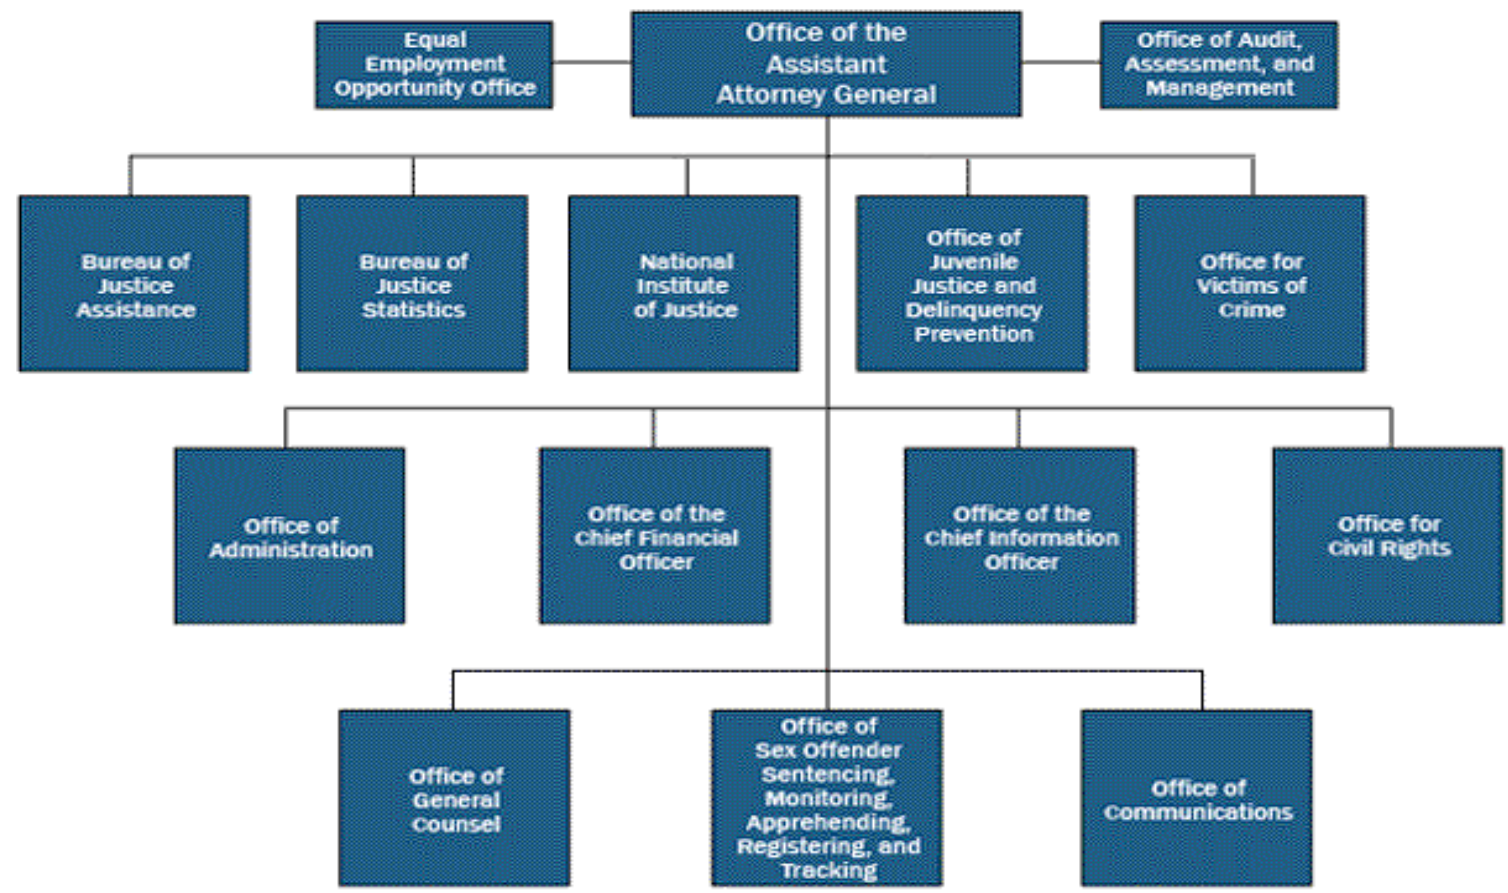 Equal
Employment
Opportunity Office
Office of the
Assistant
Attorney General
Office of Audit,
Assessment, and
Management
Bureau of
Justice
Assistance
Bureau of
Justice
Statistics
National
Institute
of Justice
Office of
Juvenile
Justice and
Delinquency
Prevention
Office for
Victims of
Crime
Office of
Administration
Office of the
Chief Financial
Officer
Office of the
Chief Information
Officer
Office for
Civil Rights
Office of
General
Counsel
Office of
Sex Offender
Sentencing,
Monitoring,
Apprehending,
Registering, and
Tracking
Office of
Communications